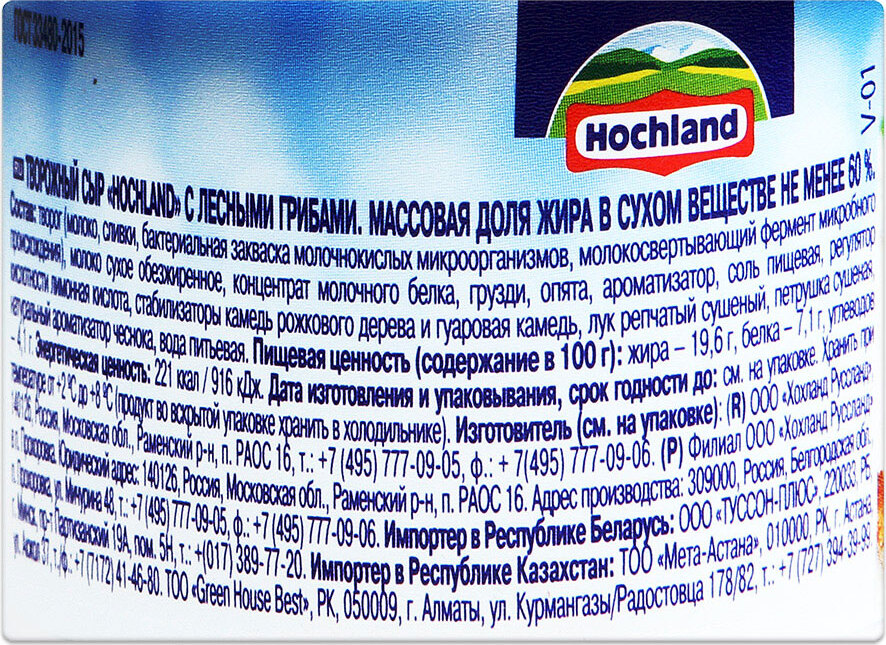 ГОСТ 33480-2015
Hochland
V-01
ТВОРОЖНЫЙ СЫР «HOCHLAND» С ЛЕСНЫМИ ГРИБАМИ. МАССОВАЯ ДОЛЯ ЖИРА В СУХОМ ВЕЩЕСТВЕ НЕ МЕНЕЕ 60 %.
Состав: творог (молоко, сливки, бактериальная закваска молочнокислых микроорганизмов, молокосвертывающий фермент микробного
происхождения), молоко сухое обезжиренное, концентрат молочного белка, грузди, опята, ароматизатор, соль пищевая, регулятор
кислотности лимонная кислота, стабилизаторы камедь рожкового дерева и гуаровая камедь, лук репчатый сушеный, петрушка сушеная,
натуральный ароматизатор чеснока, вода питьевая. Пищевая ценность (содержание в 100 г): жира – 19,6 г, белка – 7,1 г, углеводов
– 4,1 г. Энергетическая ценность: 221 ккал / 916 кДж. Дата изготовления и упаковывания, срок годности до: см. на упаковке. Хранить при
температуре от +2 °C до +8 °C (продукт во вскрытой упаковке хранить в холодильнике). Изготовитель (см. на упаковке): (R) ООО «Хохланд Руссланд»,
140126, Россия, Московская обл., Раменский р-н, п. РАОС 16, т.: +7 (495) 777-09-05, ф.: + 7(495) 777-09-06. (P) Филиал ООО «Хохланд Руссланд»
в п. Прохоровка, Юридический адрес: 140126, Россия, Московская обл., Раменский р-н, п. РАОС 16. Адрес производства: 309000, Россия, Белгородская обл.,
п. Прохоровка, ул. Мичурина 48, т.: +7 (495) 777-09-05, ф.: +7 (495) 777-09-06. Импортер в Республике Беларусь: ООО «ТУССОН-ПЛЮС», 220033, РБ,
г. Минск, пр-т Партизанский 19А, пом. 5Н, т.: +(017) 389-77-20. Импортер в Республике Казахстан: ТОО «Мета-Астана», 010000, РК, г. Астана,
ул. 37, т./ф.: +7 (7172) 41-46-80. ТОО «Green House Best», РК, 050009, г. Алматы, ул. Курмангазы/Радостовца 178/82, т.: +7 (727) 394-39-99